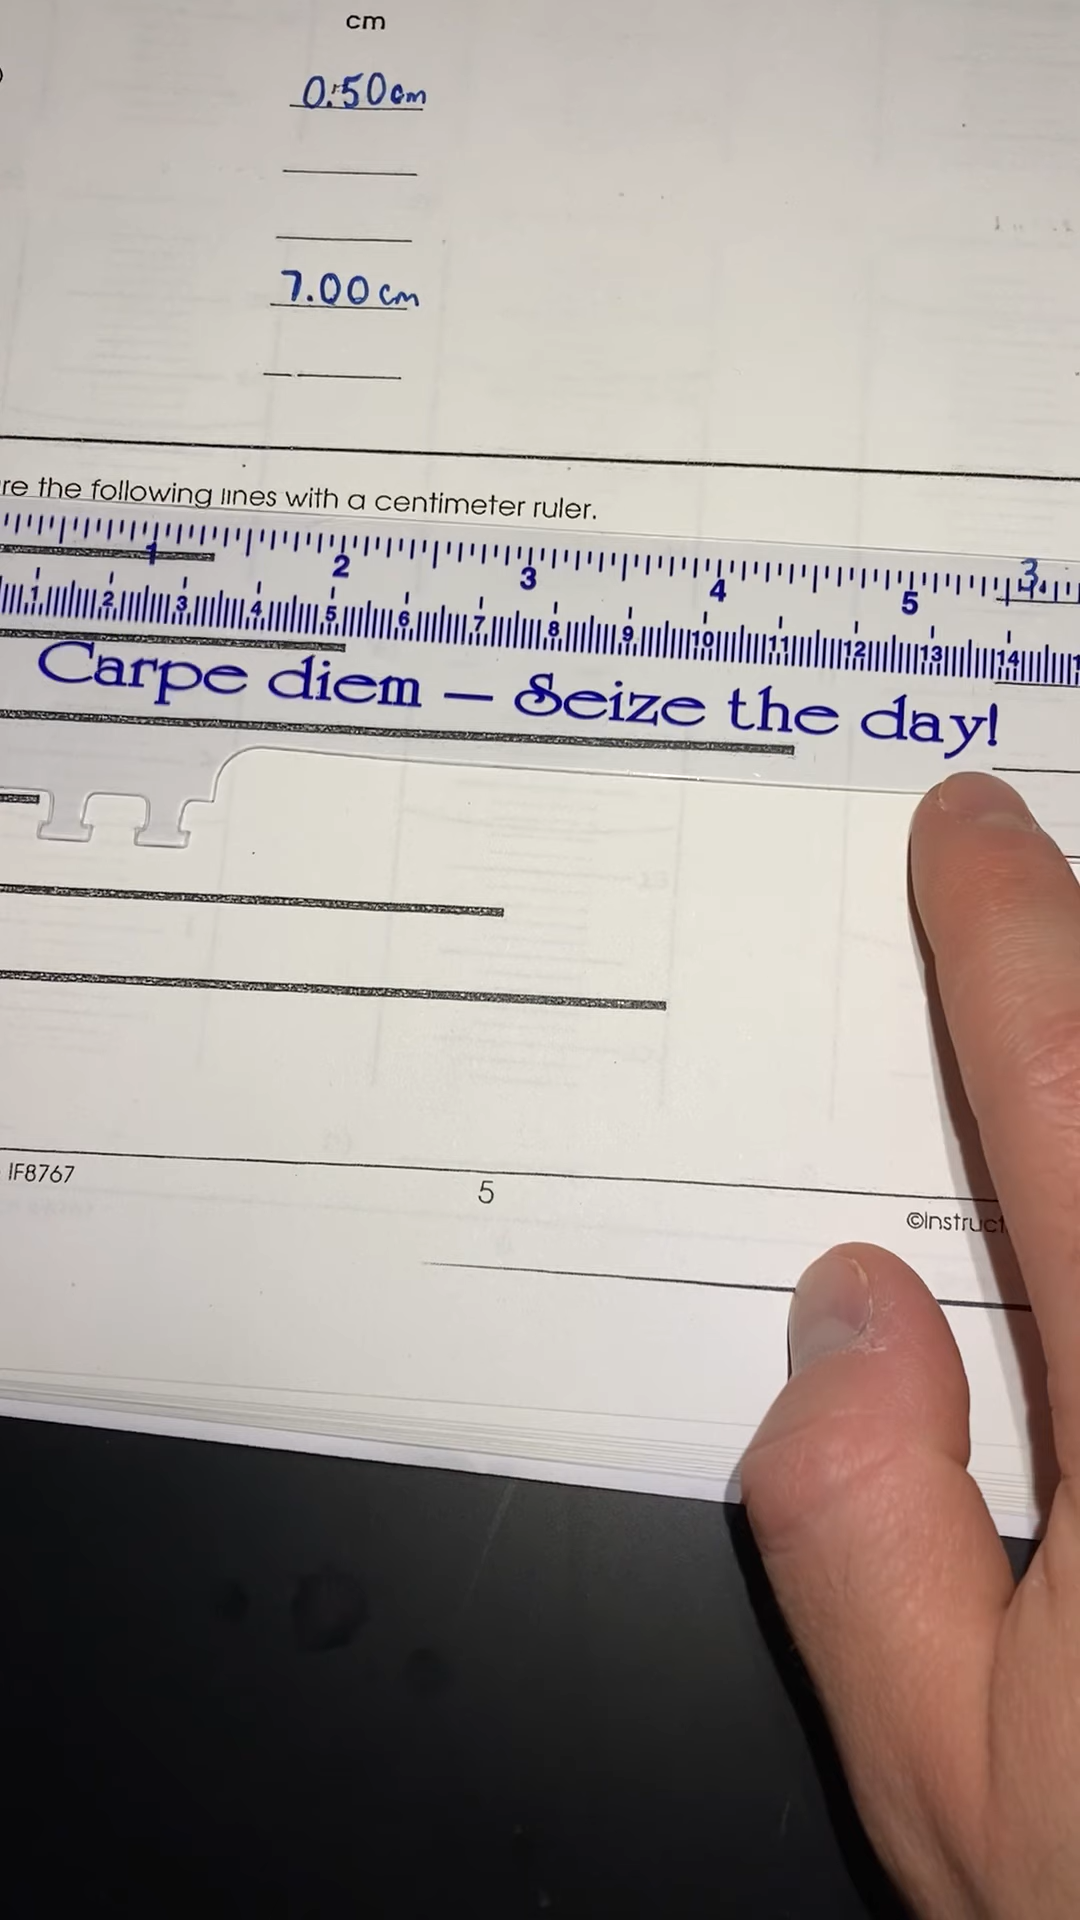 cm
0.50cm
7.00 cm
re the following lines with a centimeter ruler.
1 2 3 4 5 3.
1 2 3 4 5 6 7 8 9 10 11 12 13 14
Carpe diem – Seize the day!
IF8767
5
©Instruct